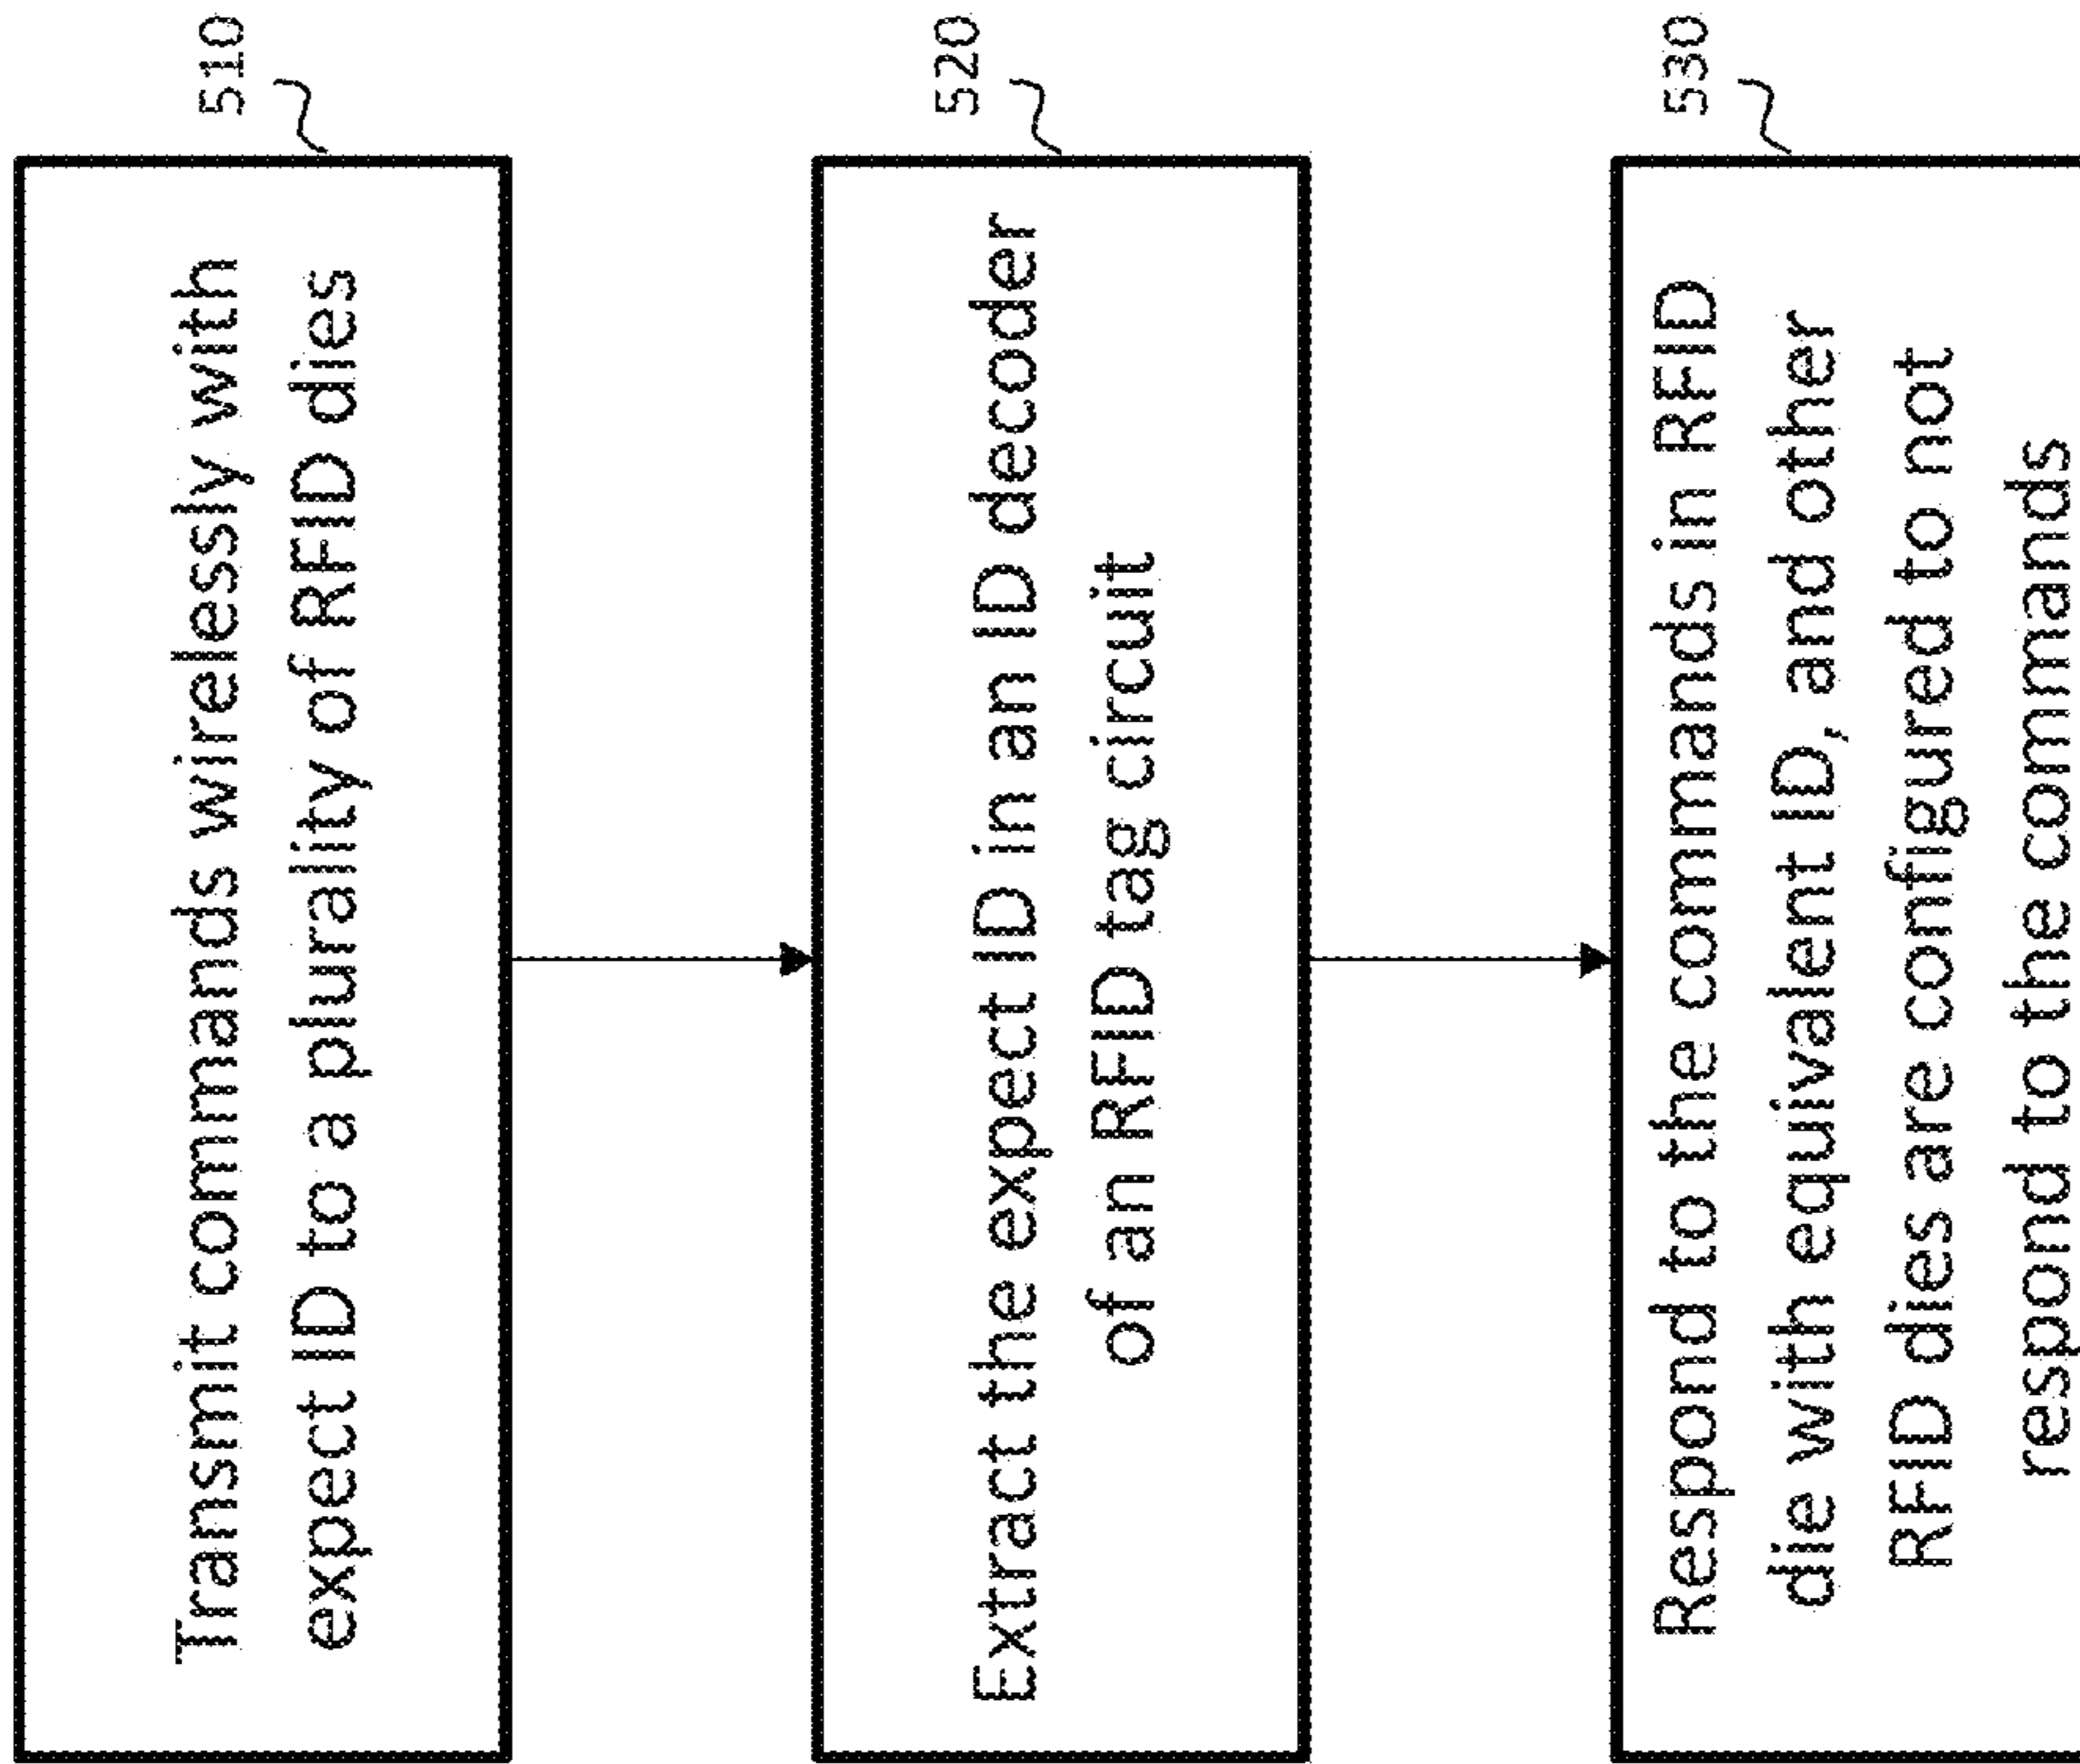 510
Transmit commands wirelessly with
expect ID to a plurality of RFID dies
520
Extract the expect ID in an ID decoder
of an RFID tag circuit
530
Respond to the commands in RFID
die with equivalent ID, and other
RFID dies are configured to not
respond to the commands